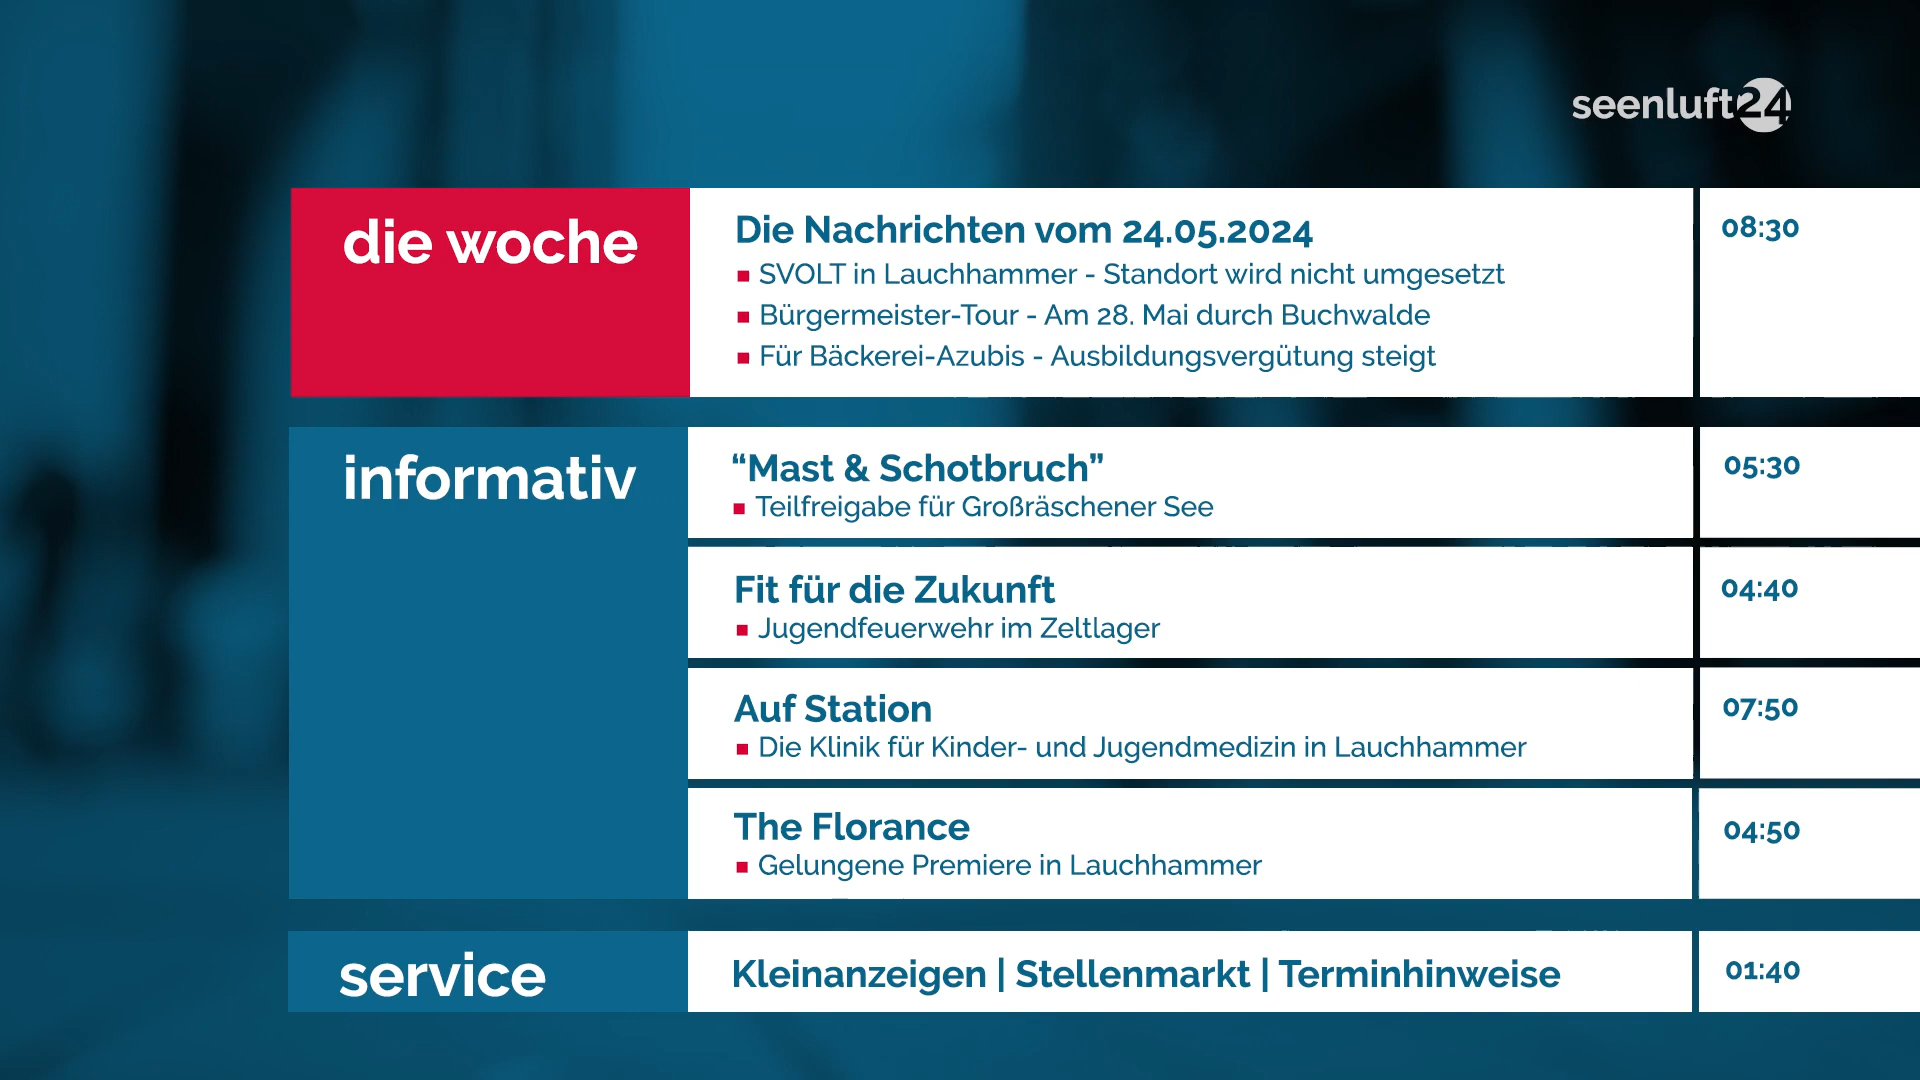 seenluft24
die woche
Die Nachrichten vom 24.05.2024
08:30
SVOLT in Lauchhammer - Standort wird nicht umgesetzt
Bürgermeister-Tour - Am 28. Mai durch Buchwalde
Für Bäckerei-Azubis - Ausbildungsvergütung steigt
informativ
“Mast & Schotbruch”
05:30
Teilfreigabe für Großräschener See
Fit für die Zukunft
04:40
Jugendfeuerwehr im Zeltlager
Auf Station
07:50
Die Klinik für Kinder- und Jugendmedizin in Lauchhammer
The Florance
04:50
Gelungene Premiere in Lauchhammer
service
Kleinanzeigen | Stellenmarkt | Terminhinweise
01:40